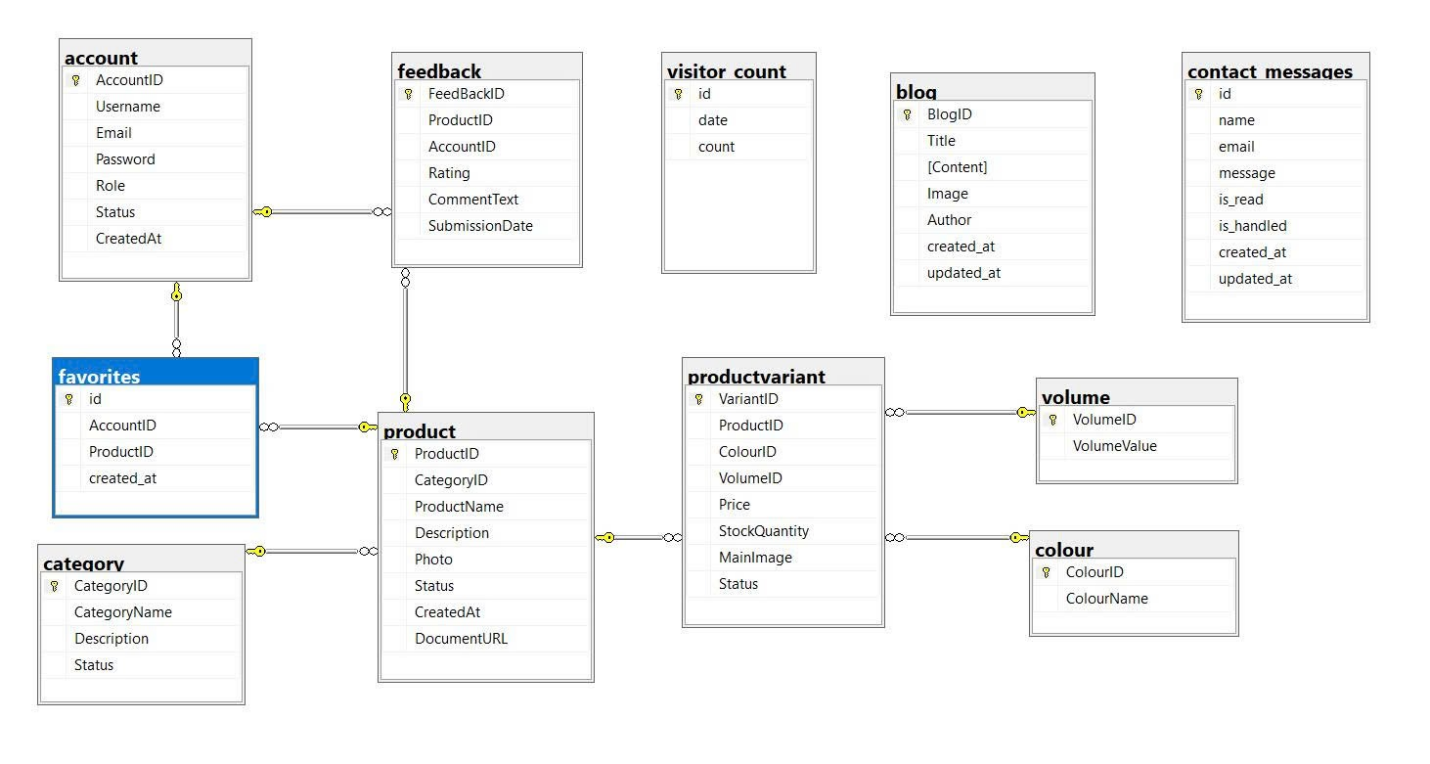 account
AccountID
Username
Email
Password
Role
Status
CreatedAt
feedback
FeedBackID
ProductID
AccountID
Rating
CommentText
SubmissionDate
visitor_count
id
date
count
blog
BlogID
Title
[Content]
Image
Author
created_at
updated_at
contact_messages
id
name
email
message
is_read
is_handled
created_at
updated_at
favorites
id
AccountID
ProductID
created_at
product
ProductID
CategoryID
ProductName
Description
Photo
Status
CreatedAt
DocumentURL
productvariant
VariantID
ProductID
ColourID
VolumeID
Price
StockQuantity
MainImage
Status
volume
VolumeID
VolumeValue
category
CategoryID
CategoryName
Description
Status
colour
ColourID
ColourName